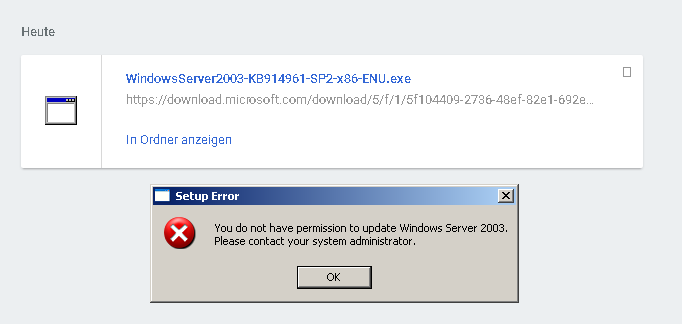 Heute
WindowsServer2003-KB914961-SP2-x86-ENU.exe
https://download.microsoft.com/download/5/f/1/5f104409-2736-48ef-82e1-692e...
In Ordner anzeigen
Setup Error
You do not have permission to update Windows Server 2003.
Please contact your system administrator.
OK